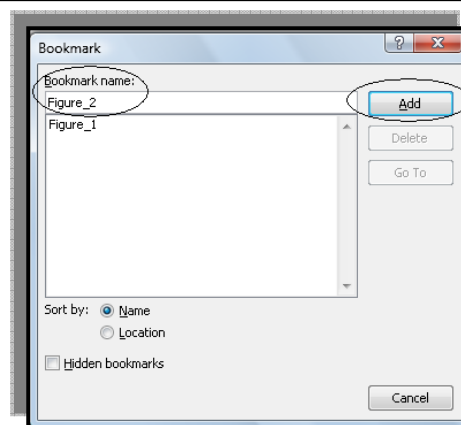 Bookmark
Bookmark name:
Figure_2
Add
Figure_1
Delete
Go To
Sort by: Name
Location
Hidden bookmarks
Cancel